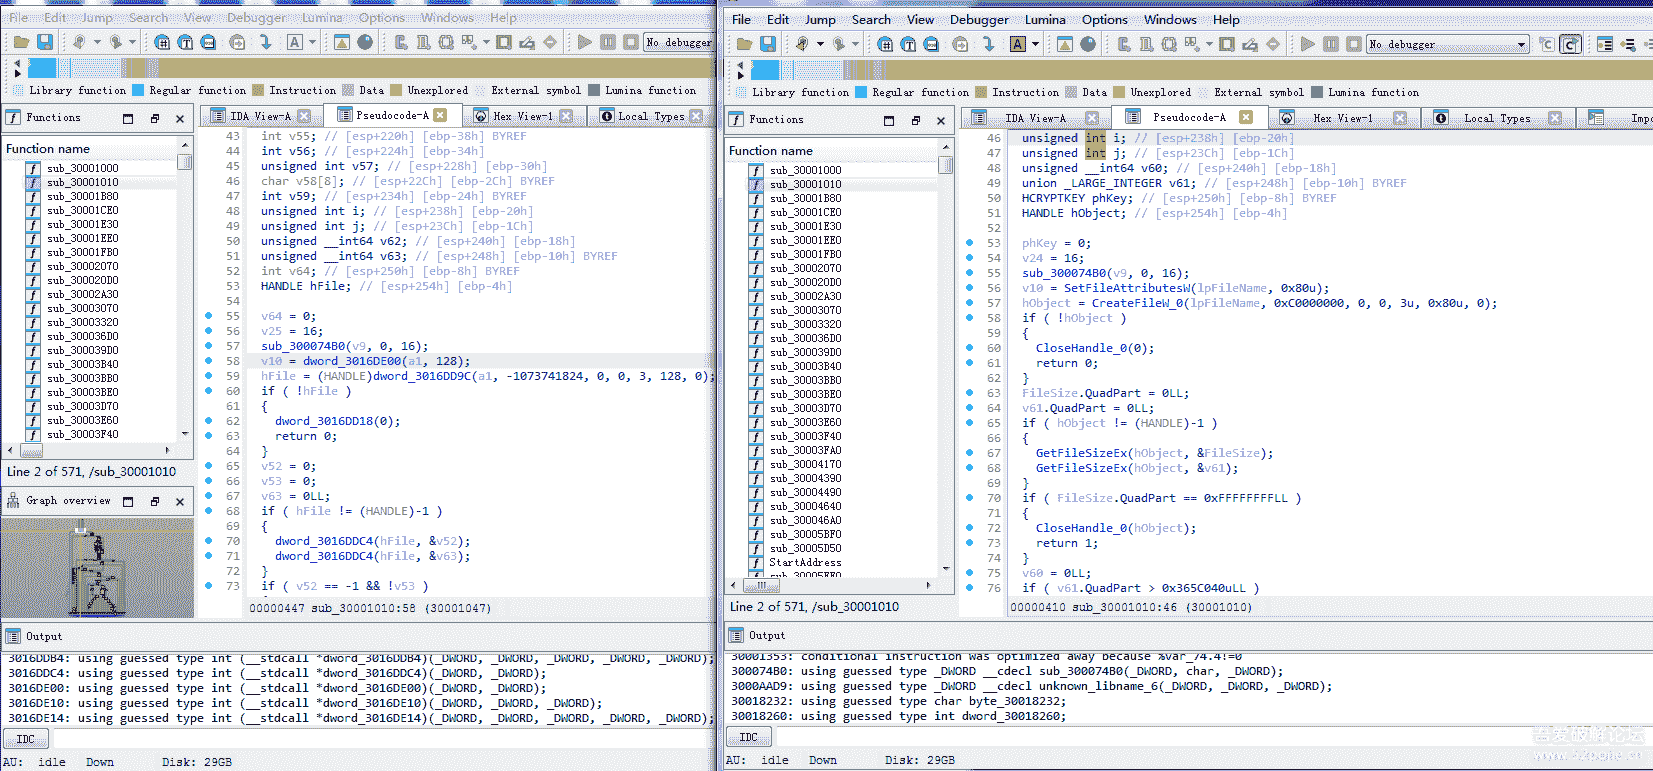 File Edit Jump Search View Debugger Lumina Options Windows Help
No debugger
Library function Regular function Instruction Data Unexplored External symbol Lumina function
Functions
IDA View-A Pseudocode-A Hex View-1 Local Types
Function name
sub_30001000
sub_30001010
sub_30001B80
sub_30001CE0
sub_30001E30
sub_30001EE0
sub_30001FB0
sub_30002070
sub_300020D0
sub_30002A30
sub_30003070
sub_30003320
sub_300036D0
sub_300039D0
sub_30003B40
sub_30003BB0
sub_30003BE0
sub_30003D70
sub_30003E60
sub_30003F40
Line 2 of 571, /sub_30001010
Graph overview
43 int v55; // [esp+220h] [ebp-38h] BYREF
44 int v56; // [esp+224h] [ebp-34h]
45 unsigned int v57; // [esp+228h] [ebp-30h]
46 char v58[8]; // [esp+22Ch] [ebp-2Ch] BYREF
47 int v59; // [esp+234h] [ebp-24h] BYREF
48 unsigned int i; // [esp+238h] [ebp-20h]
49 unsigned int j; // [esp+23Ch] [ebp-1Ch]
50 unsigned __int64 v62; // [esp+240h] [ebp-18h]
51 unsigned __int64 v63; // [esp+248h] [ebp-10h] BYREF
52 int v64; // [esp+250h] [ebp-8h] BYREF
53 HANDLE hFile; // [esp+254h] [ebp-4h]
54
55 v64 = 0;
56 v25 = 16;
57 sub_300074B0(v9, 0, 16);
58 v10 = dword_3016DE00(a1, 128);
59 hFile = (HANDLE)dword_3016DD9C(a1, -1073741824, 0, 0, 3, 128, 0);
60 if ( !hFile )
61 {
62 dword_3016DD18(0);
63 return 0;
64 }
65 v52 = 0;
66 v53 = 0;
67 v63 = 0LL;
68 if ( hFile != (HANDLE)-1 )
69 {
70 dword_3016DDC4(hFile, &v52);
71 dword_3016DDC4(hFile, &v63);
72 }
73 if ( v52 == -1 && !v53 )
00000447 sub_30001010:58 (30001047)
Output
3016DDB4: using guessed type int (__stdcall *dword_3016DDB4)(_DWORD, _DWORD, _DWORD, _DWORD, _DWORD);
3016DDC4: using guessed type int (__stdcall *dword_3016DDC4)(_DWORD, _DWORD);
3016DE00: using guessed type int (__stdcall *dword_3016DE00)(_DWORD, _DWORD);
3016DE10: using guessed type int (__stdcall *dword_3016DE10)(_DWORD, _DWORD, _DWORD);
3016DE14: using guessed type int (__stdcall *dword_3016DE14)(_DWORD, _DWORD, _DWORD, _DWORD, _DWORD);
IDC
AU: idle Down Disk: 29GB
File Edit Jump Search View Debugger Lumina Options Windows Help
No debugger
Library function Regular function Instruction Data Unexplored External symbol Lumina function
Functions
IDA View-A Pseudocode-A Hex View-1 Local Types Impo
Function name
sub_30001000
sub_30001010
sub_30001B80
sub_30001CE0
sub_30001E30
sub_30001EE0
sub_30001FB0
sub_30002070
sub_300020D0
sub_30002A30
sub_30003070
sub_30003320
sub_300036D0
sub_300039D0
sub_30003B40
sub_30003BB0
sub_30003BE0
sub_30003D70
sub_30003E60
sub_30003F40
sub_30003FA0
sub_30004170
sub_30004390
sub_30004490
sub_30004640
sub_300046A0
sub_30005BF0
sub_30005D50
StartAddress
Line 2 of 571, /sub_30001010
46 unsigned int i; // [esp+238h] [ebp-20h]
47 unsigned int j; // [esp+23Ch] [ebp-1Ch]
48 unsigned __int64 v60; // [esp+240h] [ebp-18h]
49 union _LARGE_INTEGER v61; // [esp+248h] [ebp-10h] BYREF
50 HCRYPTKEY phKey; // [esp+250h] [ebp-8h] BYREF
51 HANDLE hObject; // [esp+254h] [ebp-4h]
52
53 phKey = 0;
54 v24 = 16;
55 sub_300074B0(v9, 0, 16);
56 v10 = SetFileAttributesW(lpFileName, 0x80u);
57 hObject = CreateFileW_0(lpFileName, 0xC0000000, 0, 0, 3u, 0x80u, 0);
58 if ( !hObject )
59 {
60 CloseHandle_0(0);
61 return 0;
62 }
63 FileSize.QuadPart = 0LL;
64 v61.QuadPart = 0LL;
65 if ( hObject != (HANDLE)-1 )
66 {
67 GetFileSizeEx(hObject, &FileSize);
68 GetFileSizeEx(hObject, &v61);
69 }
70 if ( FileSize.QuadPart == 0xFFFFFFFFLL )
71 {
72 CloseHandle_0(hObject);
73 return 1;
74 }
75 v60 = 0LL;
76 if ( v61.QuadPart > 0x365C040uLL )
00000410 sub_30001010:46 (30001010)
Output
30001353: conditional instruction was optimized away because %var_74.4!=0
300074B0: using guessed type _DWORD __cdecl sub_300074B0(_DWORD, char, _DWORD);
3000AAD9: using guessed type _DWORD __cdecl unknown_libname_6(_DWORD, _DWORD, _DWORD);
30018232: using guessed type char byte_30018232;
30018260: using guessed type int dword_30018260;
IDC
AU: idle Down Disk: 29GB
吾爱破解论坛